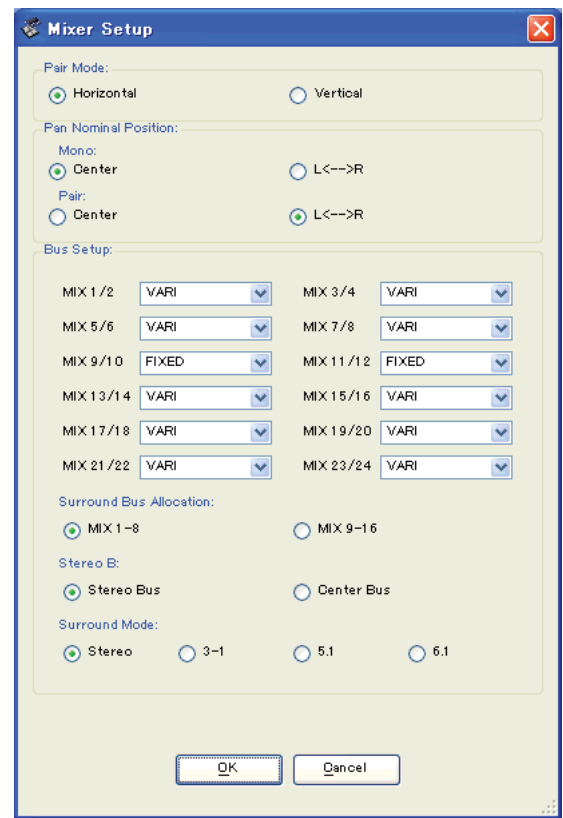 Mixer Setup
Pair Mode:
Horizontal Vertical
Pan Nominal Position:
Mono:
Center L<-->R
Pair:
Center L<-->R
Bus Setup:
MIX 1/2 VARI MIX 3/4 VARI
MIX 5/6 VARI MIX 7/8 VARI
MIX 9/10 FIXED MIX 11/12 FIXED
MIX 13/14 VARI MIX 15/16 VARI
MIX 17/18 VARI MIX 19/20 VARI
MIX 21/22 VARI MIX 23/24 VARI
Surround Bus Allocation:
MIX 1-8 MIX 9-16
Stereo B:
Stereo Bus Center Bus
Surround Mode:
Stereo 3-1 5.1 6.1
OK Cancel